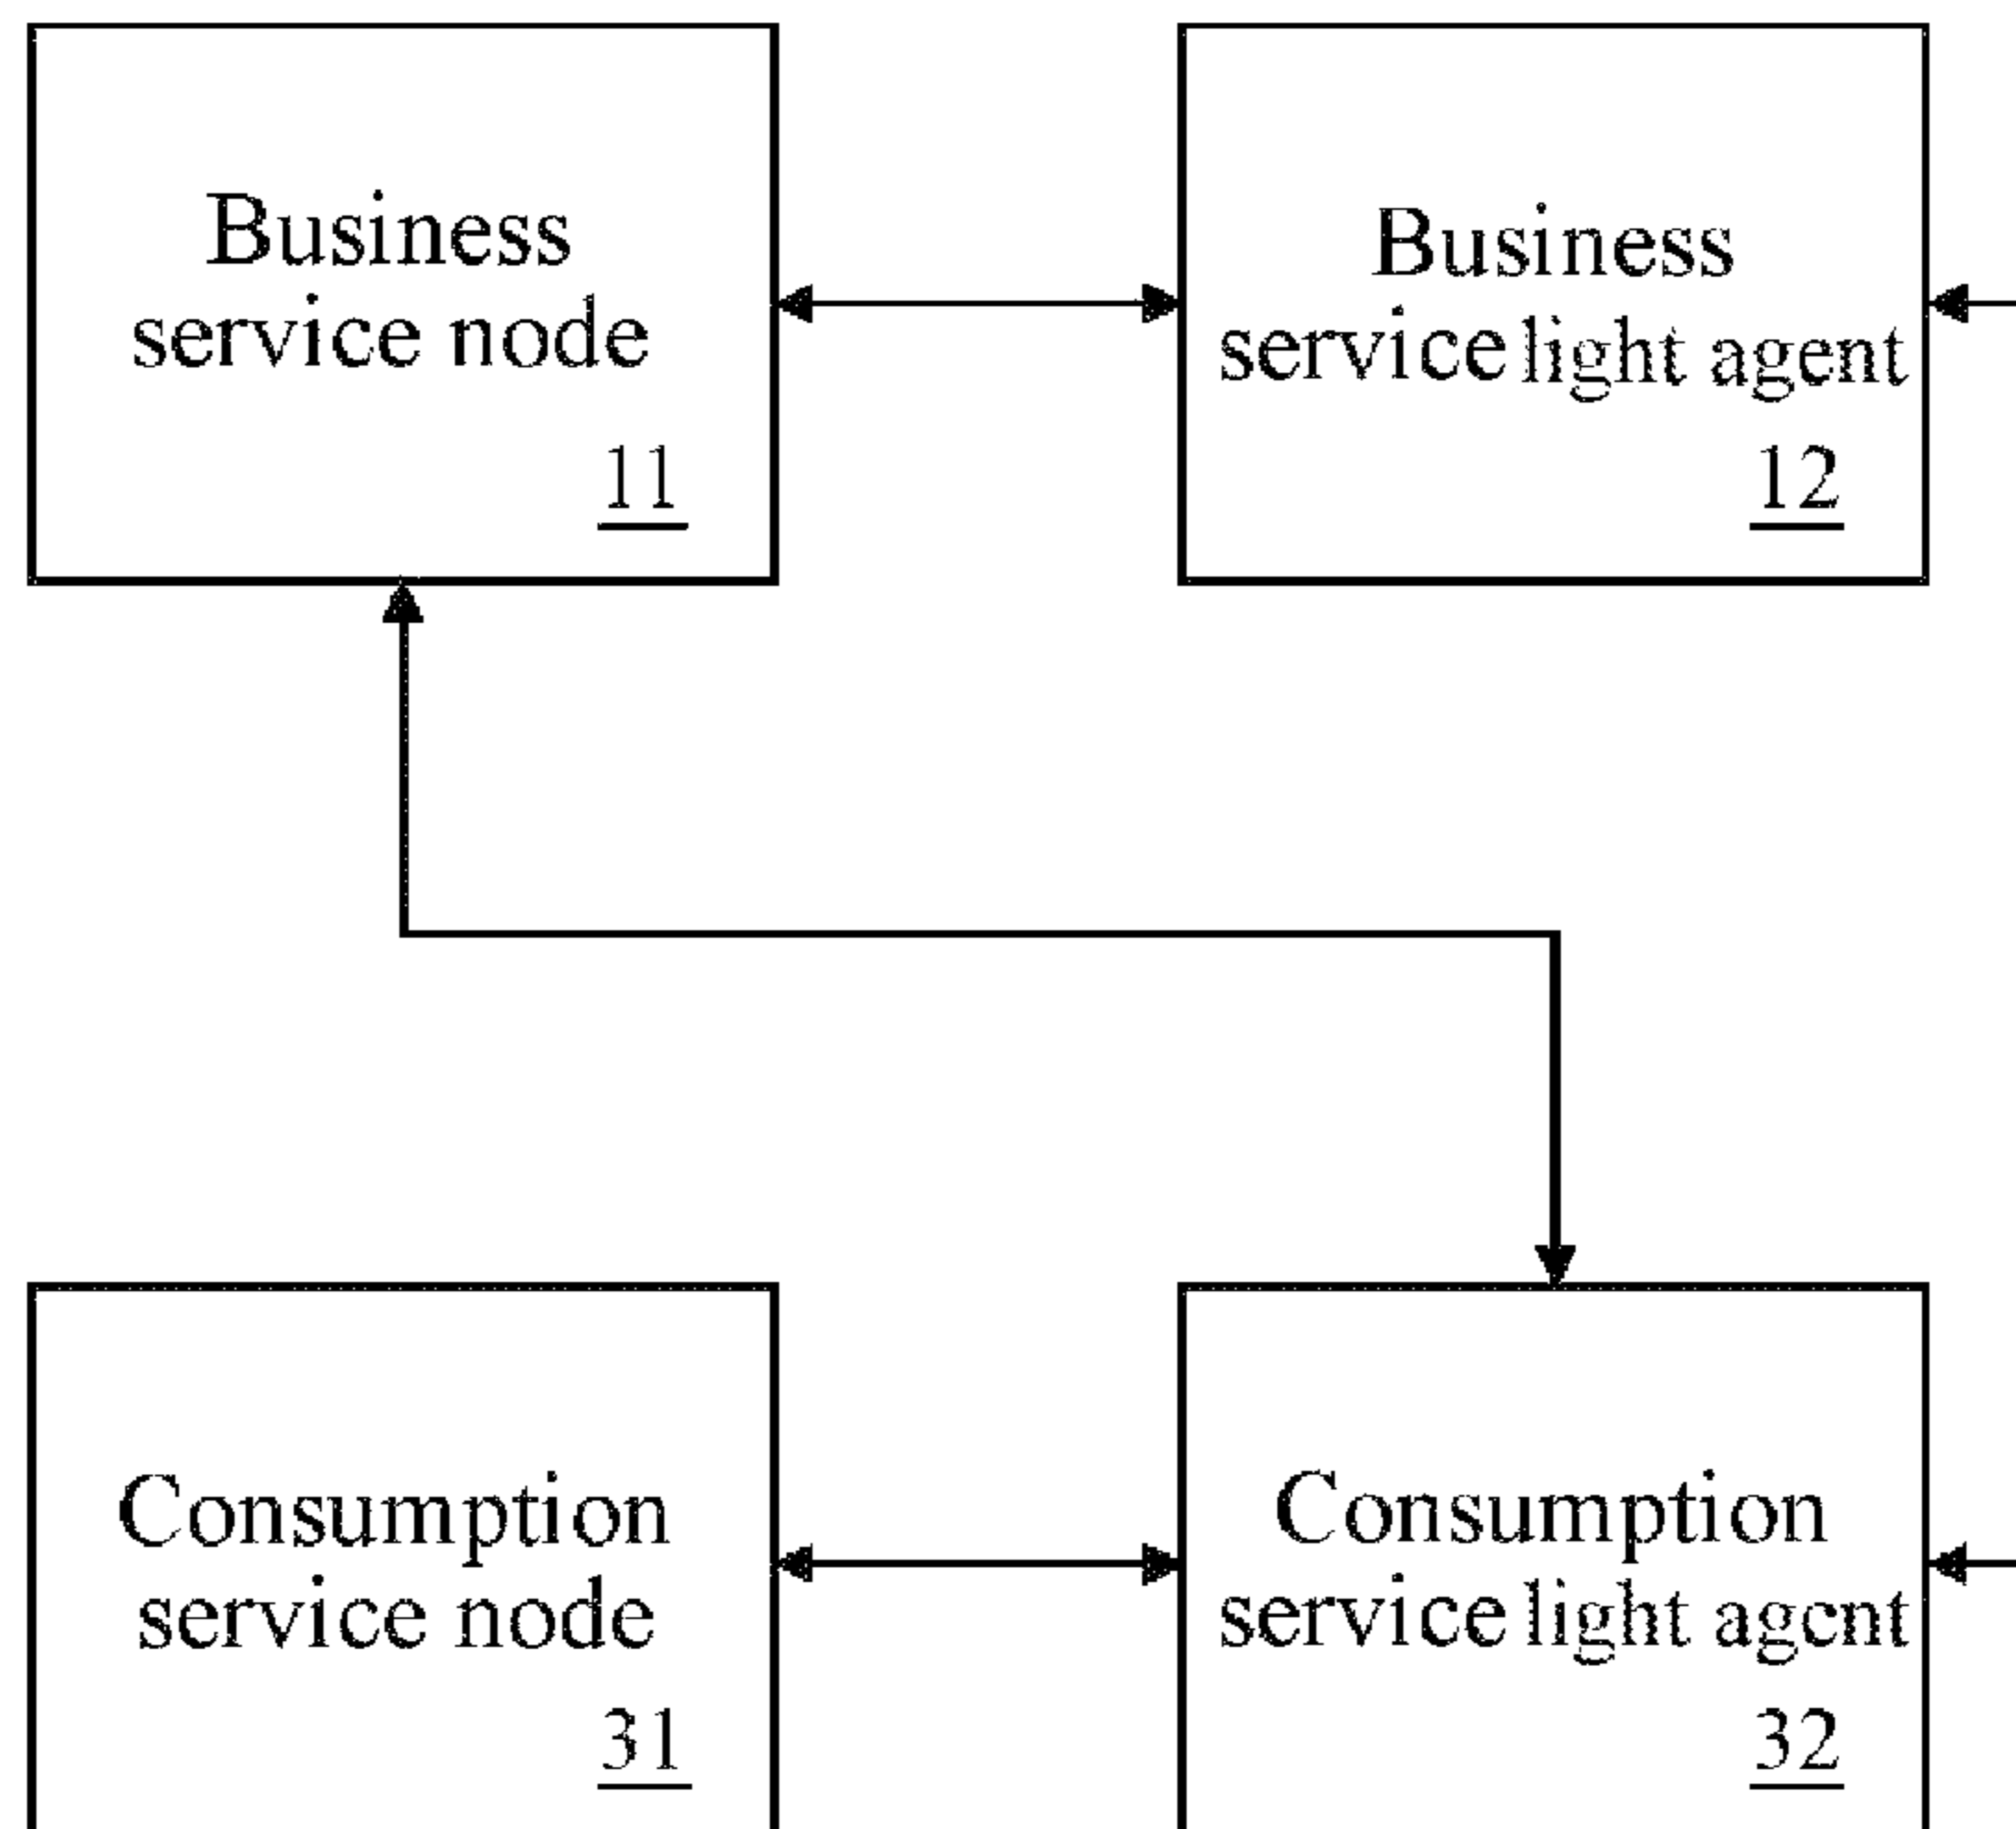 Business
service node
11
Business
service light agent
12
Consumption
service node
31
Consumption
service light agent
32